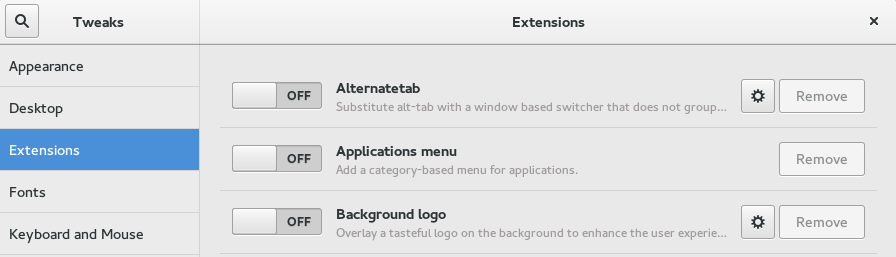 Tweaks
Extensions
Appearance
Desktop
Extensions
Fonts
Keyboard and Mouse
OFF
Alternatetab
Substitute alt-tab with a window based switcher that does not group...
Remove
OFF
Applications menu
Add a category-based menu for applications.
Remove
OFF
Background logo
Overlay a tasteful logo on the background to enhance the user experie...
Remove